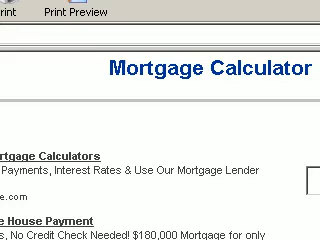 rint Print Preview
Mortgage Calculator
rtgage Calculators
Payments, Interest Rates & Use Our Mortgage Lender
e.com
e House Payment
s, No Credit Check Needed! $180,000 Mortgage for only